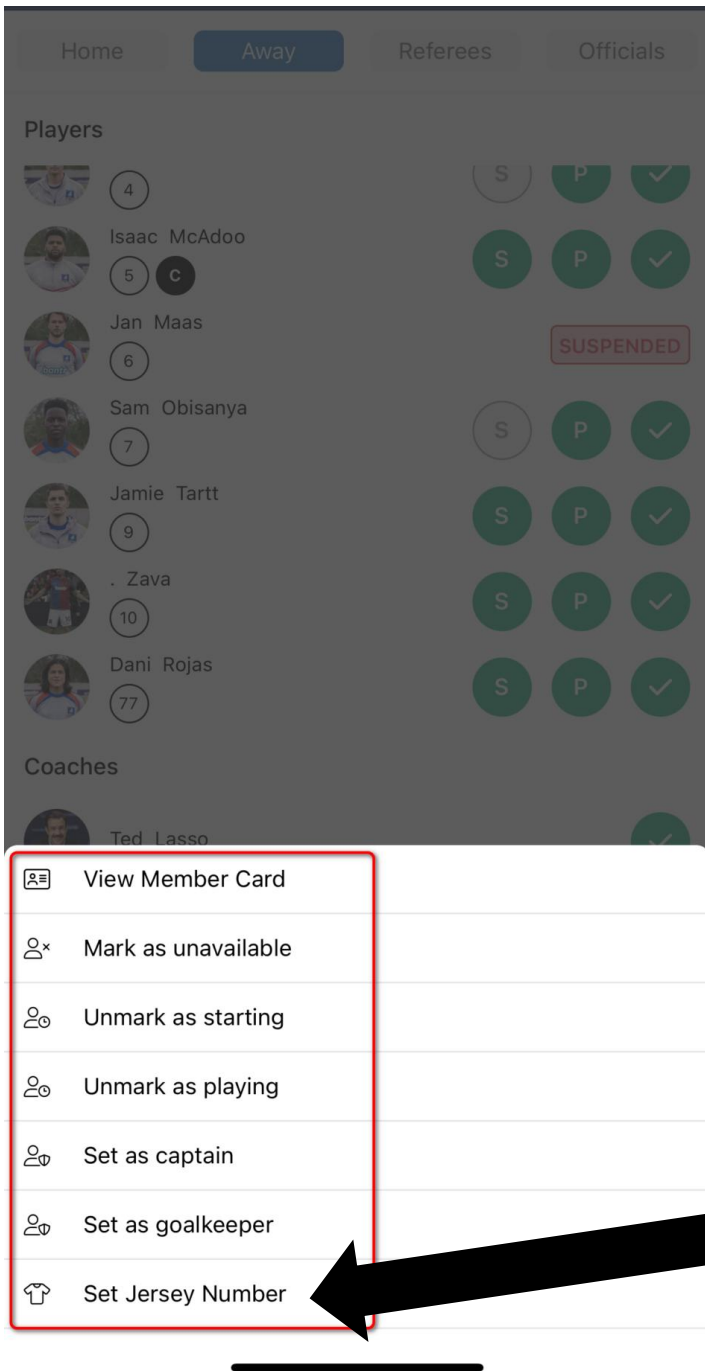 Home Away Referees Officials
Players
4 S P
Isaac McAdoo
5 C S P
Jan Maas
6 SUSPENDED
Sam Obisanya
7 S P
Jamie Tartt
9 S P
. Zava
10 S P
Dani Rojas
77 S P
Coaches
Ted Lasso
View Member Card
Mark as unavailable
Unmark as starting
Unmark as playing
Set as captain
Set as goalkeeper
Set Jersey Number